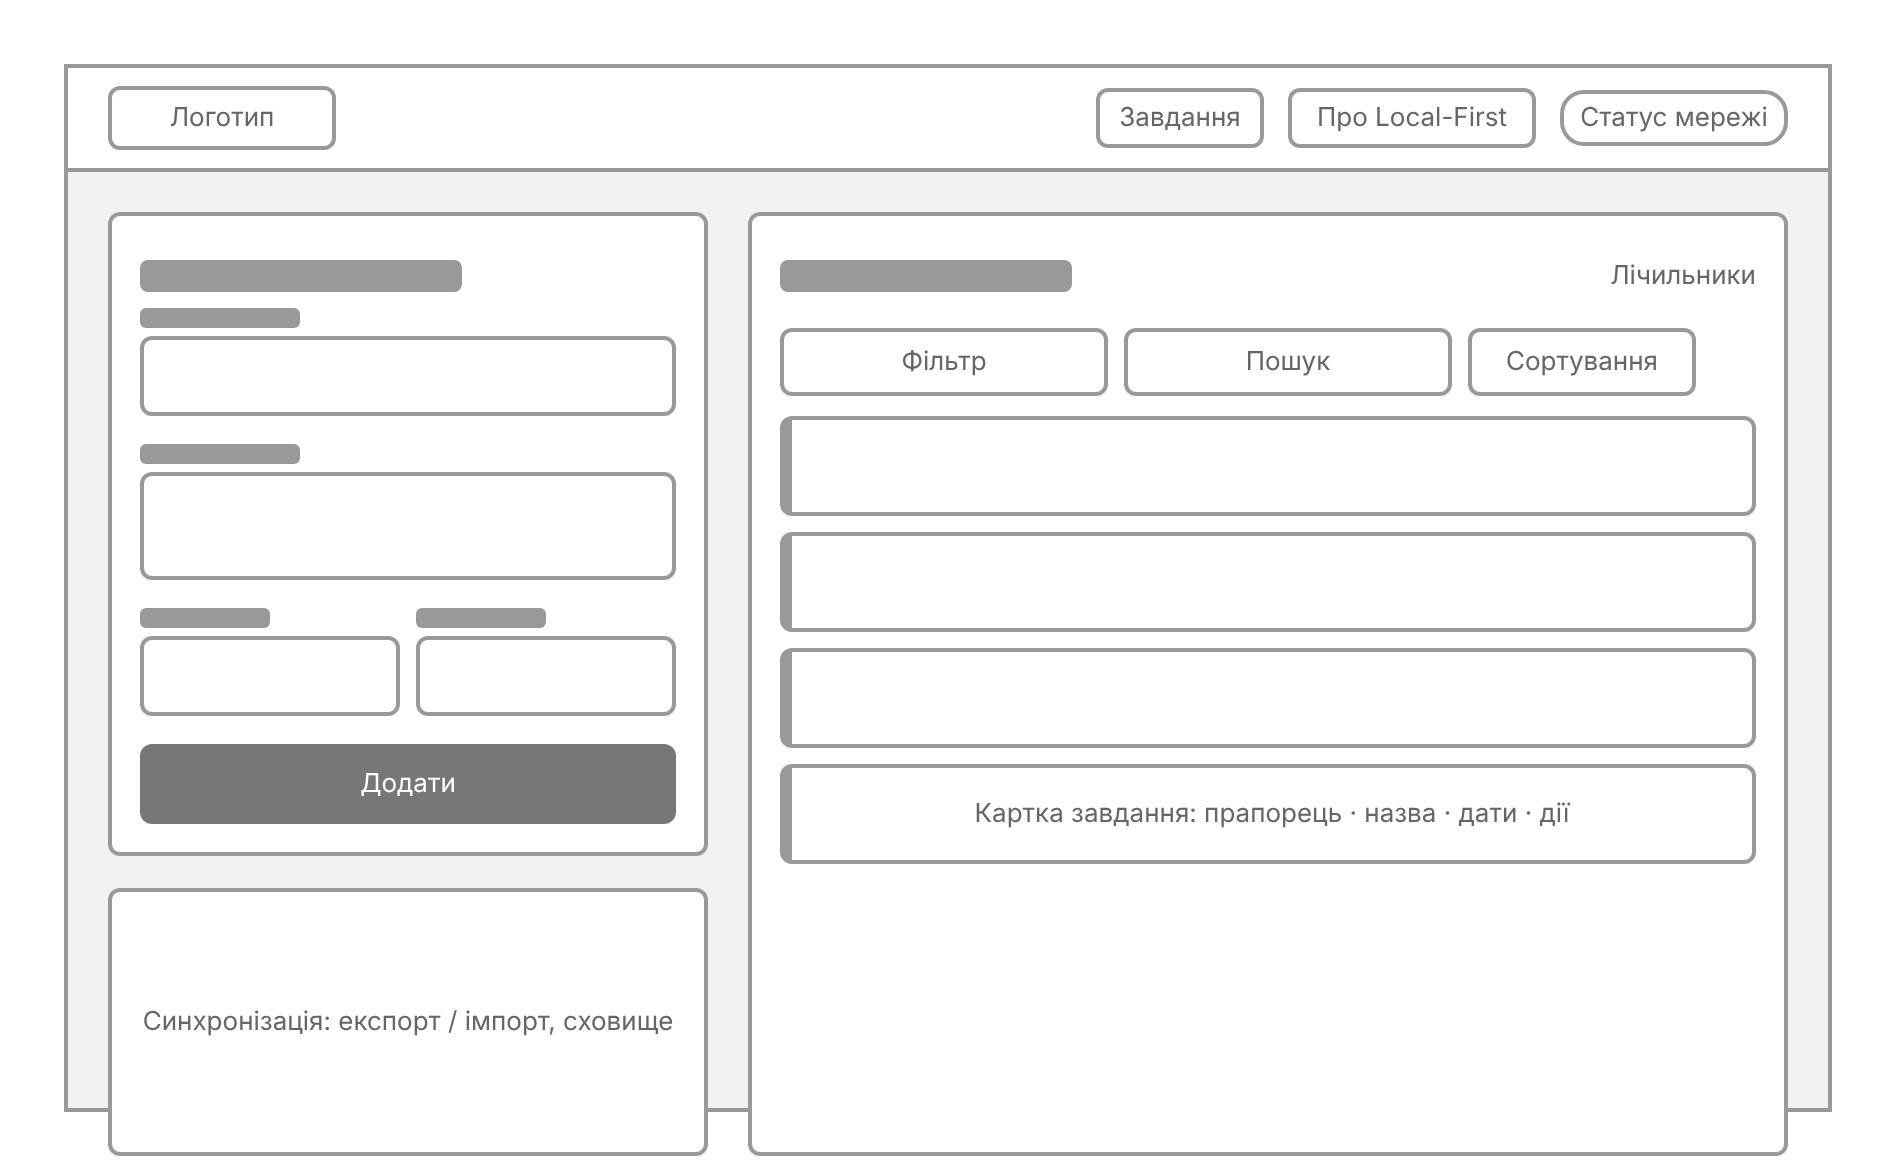 Логотип
Завдання
Про Local-First
Статус мережі
Лічильники
Фільтр
Пошук
Сортування
Додати
Картка завдання: прапорець · назва · дати · дії
Синхронізація: експорт / імпорт, сховище